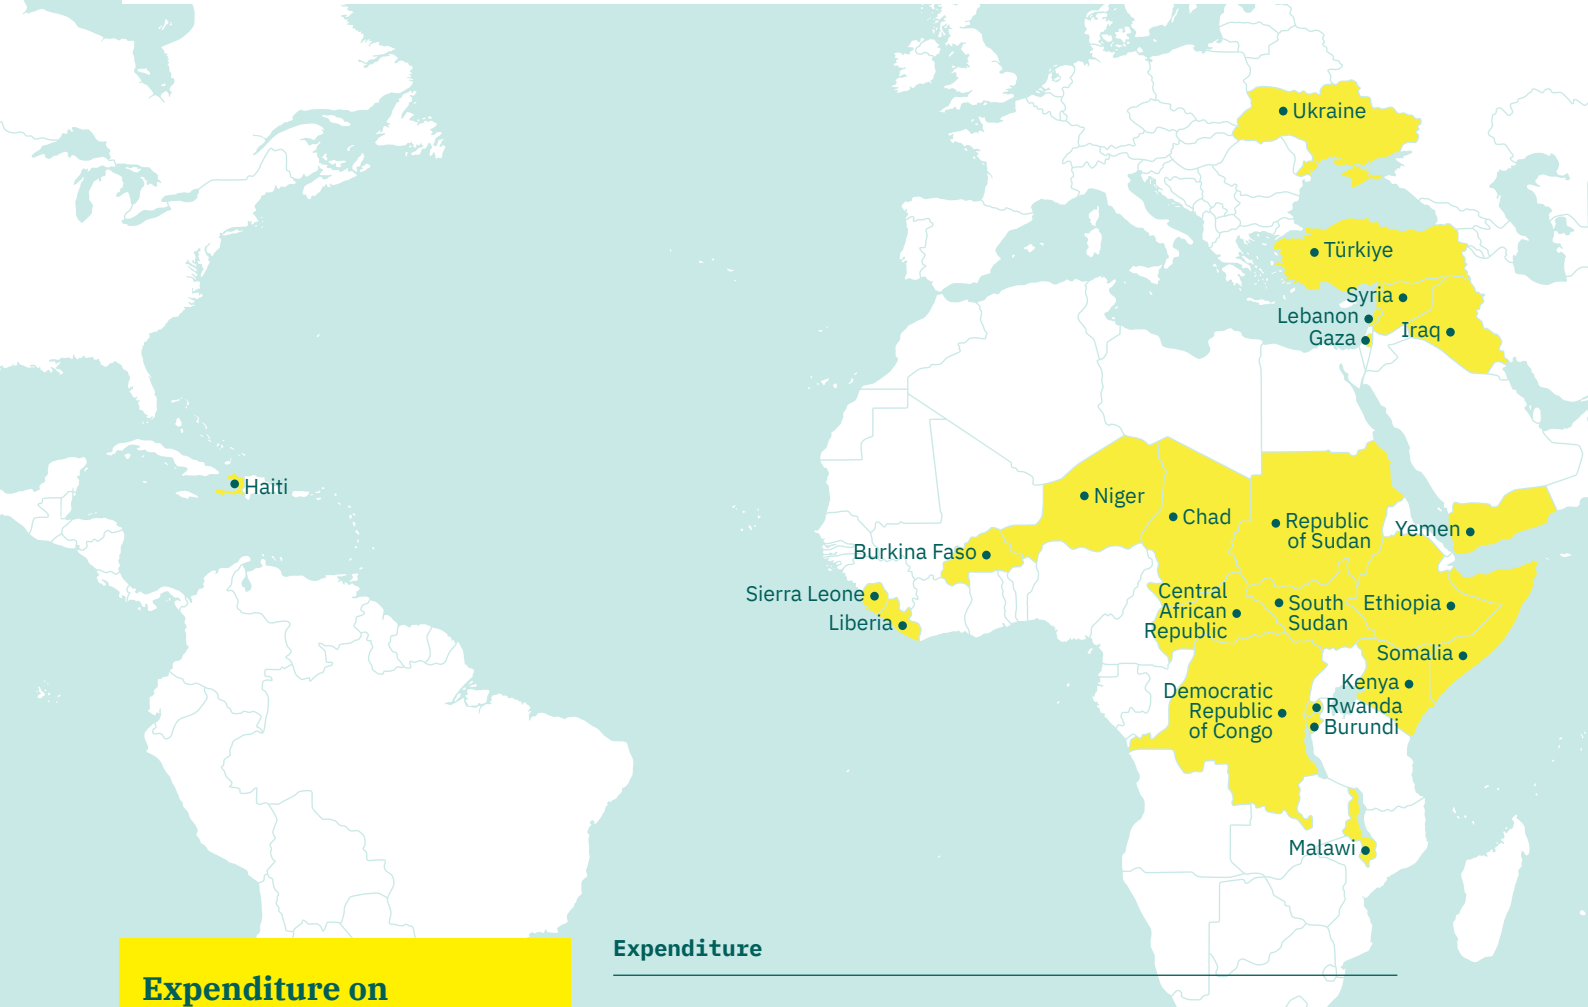 Ukraine
Türkiye
Syria
Lebanon
Iraq
Gaza
Haiti
Niger
Chad
Republic
of Sudan
Yemen
Burkina Faso
Sierra Leone
Liberia
Central
African
Republic
South
Sudan
Ethiopia
Somalia
Kenya
Democratic
Republic
of Congo
Rwanda
Burundi
Malawi
Expenditure
Expenditure on